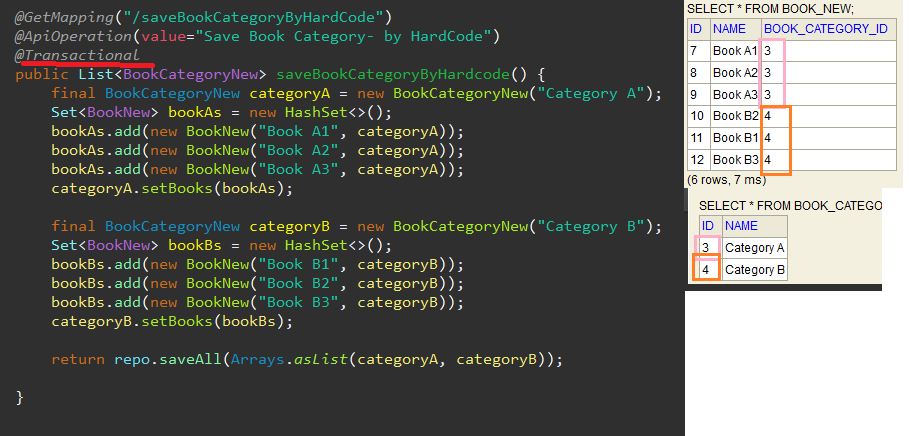 @GetMapping("/saveBookCategoryByHardCode")
@ApiOperation(value="Save Book Category- by HardCode")
@Transactional
public List<BookCategoryNew> saveBookCategoryByHardcode() {
final BookCategoryNew categoryA = new BookCategoryNew("Category A");
Set<BookNew> bookAs = new HashSet<>();
bookAs.add(new BookNew("Book A1", categoryA));
bookAs.add(new BookNew("Book A2", categoryA));
bookAs.add(new BookNew("Book A3", categoryA));
categoryA.setBooks(bookAs);
final BookCategoryNew categoryB = new BookCategoryNew("Category B");
Set<BookNew> bookBs = new HashSet<>();
bookBs.add(new BookNew("Book B1", categoryB));
bookBs.add(new BookNew("Book B2", categoryB));
bookBs.add(new BookNew("Book B3", categoryB));
categoryB.setBooks(bookBs);
return repo.saveAll(Arrays.asList(categoryA, categoryB));
}
SELECT * FROM BOOK_NEW;
ID NAME BOOK_CATEGORY_ID
7 Book A1 3
8 Book A2 3
9 Book A3 3
10 Book B2 4
11 Book B1 4
12 Book B3 4
(6 rows, 7 ms)
SELECT * FROM BOOK_CATEGO
ID NAME
3 Category A
4 Category B